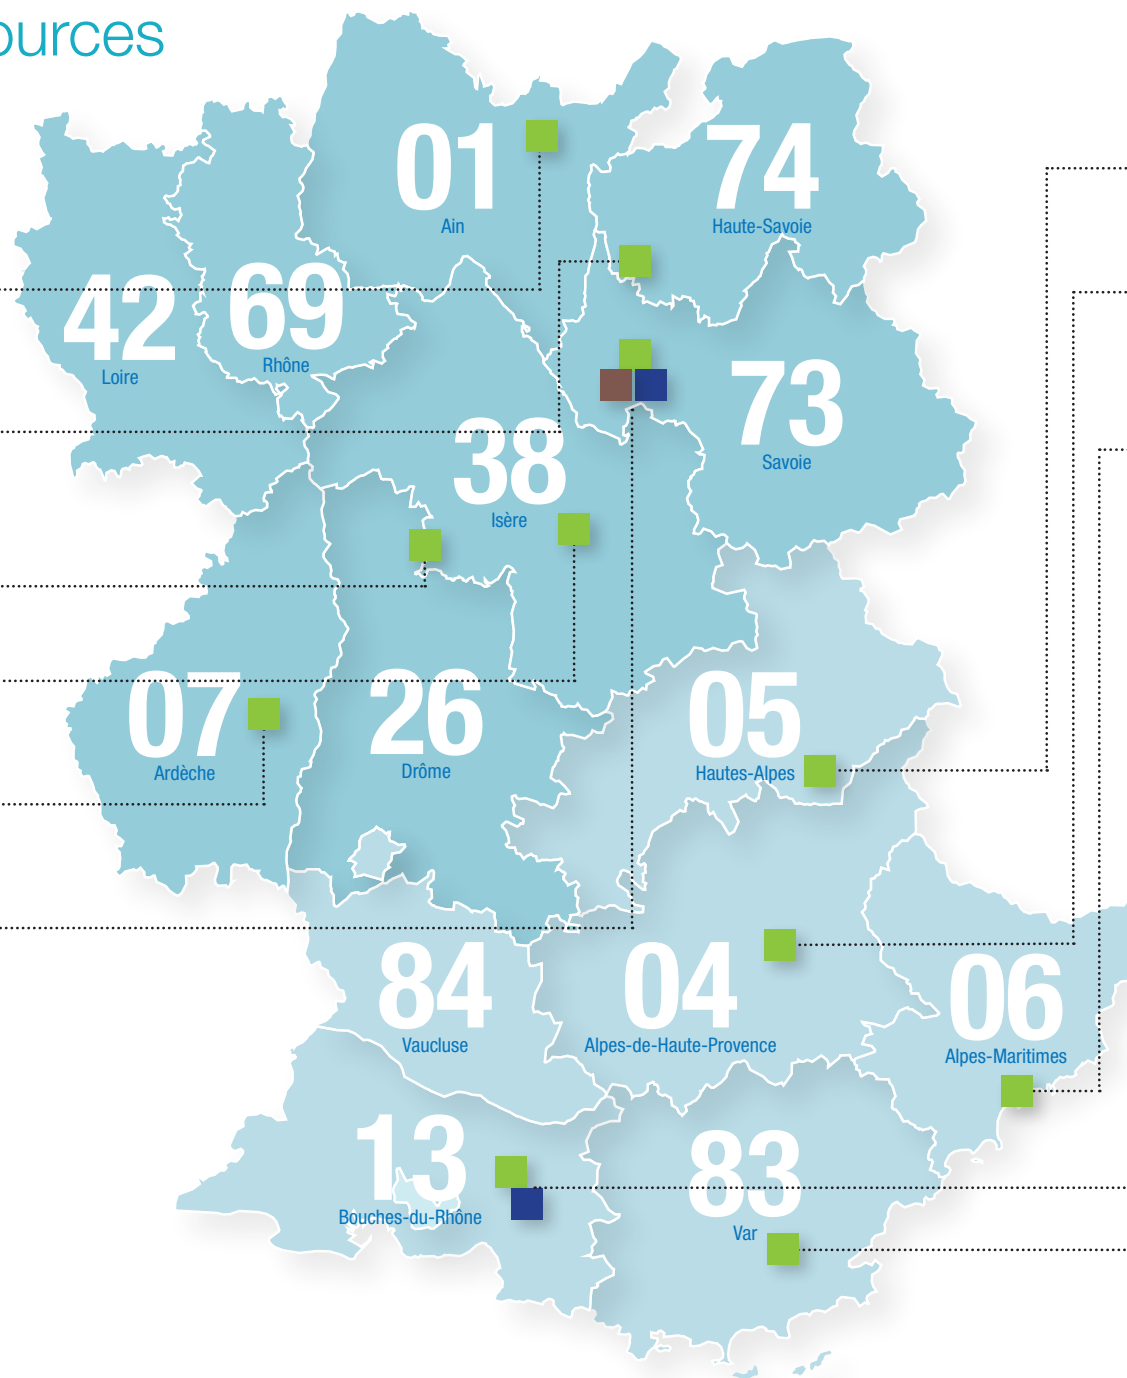 ources
01
Ain
74
Haute-Savoie
42
Loire
69
Rhône
73
Savoie
38
Isère
07
Ardèche
26
Drôme
05
Hautes-Alpes
84
Vaucluse
04
Alpes-de-Haute-Provence
06
Alpes-Maritimes
13
Bouches-du-Rhône
83
Var